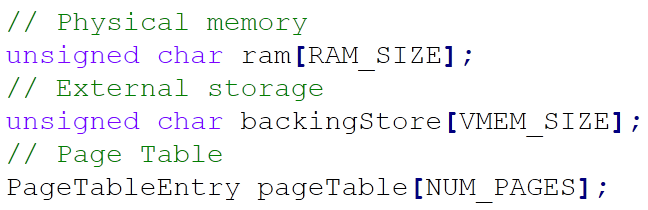 // Physical memory
unsigned char ram[RAM_SIZE];
// External storage
unsigned char backingStore[VMEM_SIZE];
// Page Table
PageTableEntry pageTable[NUM_PAGES];